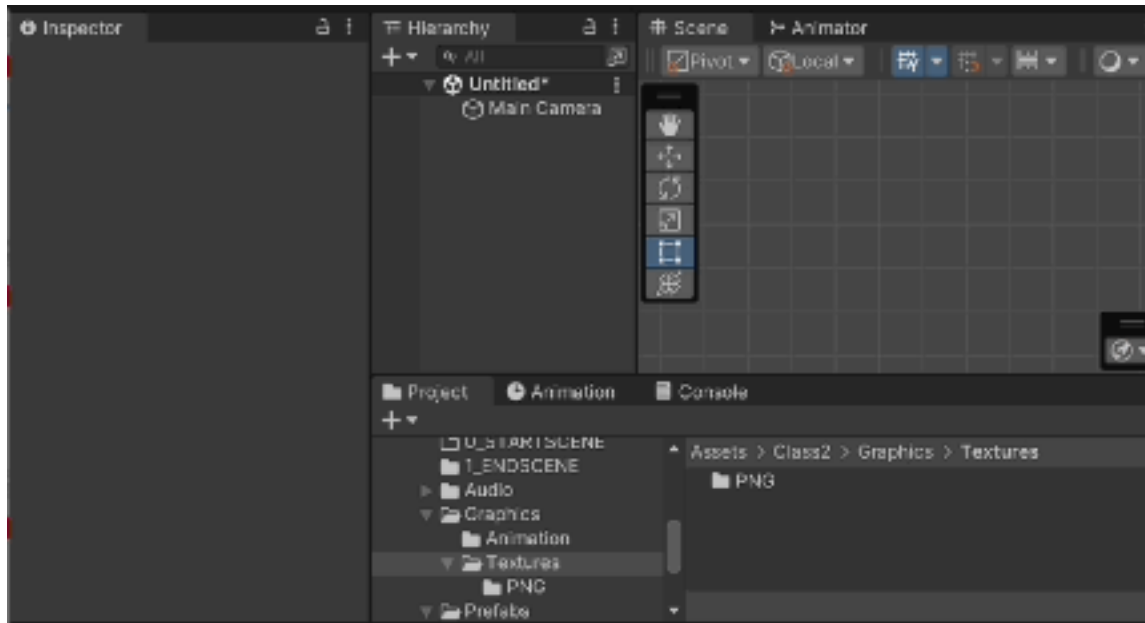 Inspector
Hierarchy
All
Untitled*
Main Camera
Scene
Animator
Pivot
Local
Project
Animation
Console
0_STARTSCENE
1_ENDSCENE
Audio
Graphics
Animation
Textures
PNG
Prefabs
Assets > Class2 > Graphics > Textures
PNG